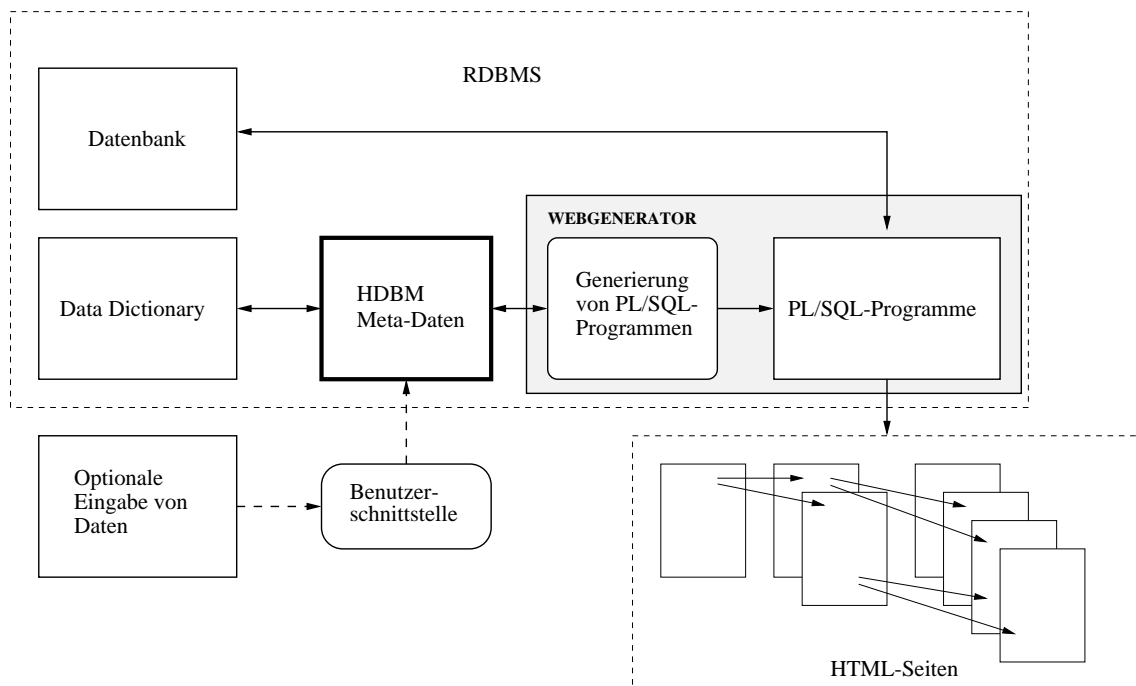 RDBMS
Datenbank
WEBGENERATOR
Data Dictionary
HDBM
Meta-Daten
Generierung
von PL/SQL-
Programmen
PL/SQL-Programme
Optionale
Eingabe von
Daten
Benutzer-
schnittstelle
HTML-Seiten